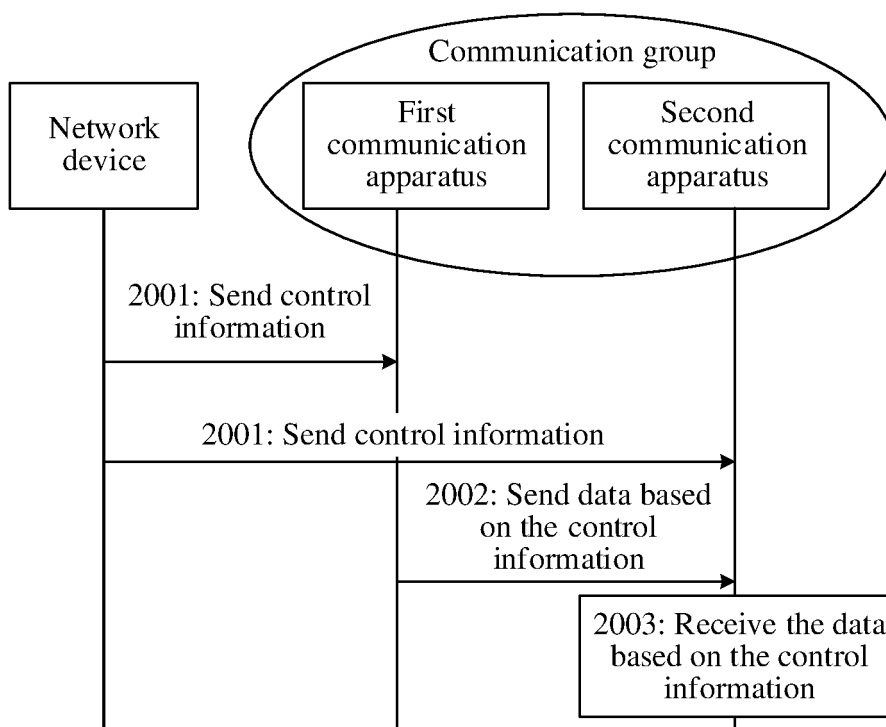 Communication group
Network
device
First
communication
apparatus
Second
communication
apparatus
2001: Send control
information
2001: Send control information
2002: Send data based
on the control
information
2003: Receive the data
based on the control
information